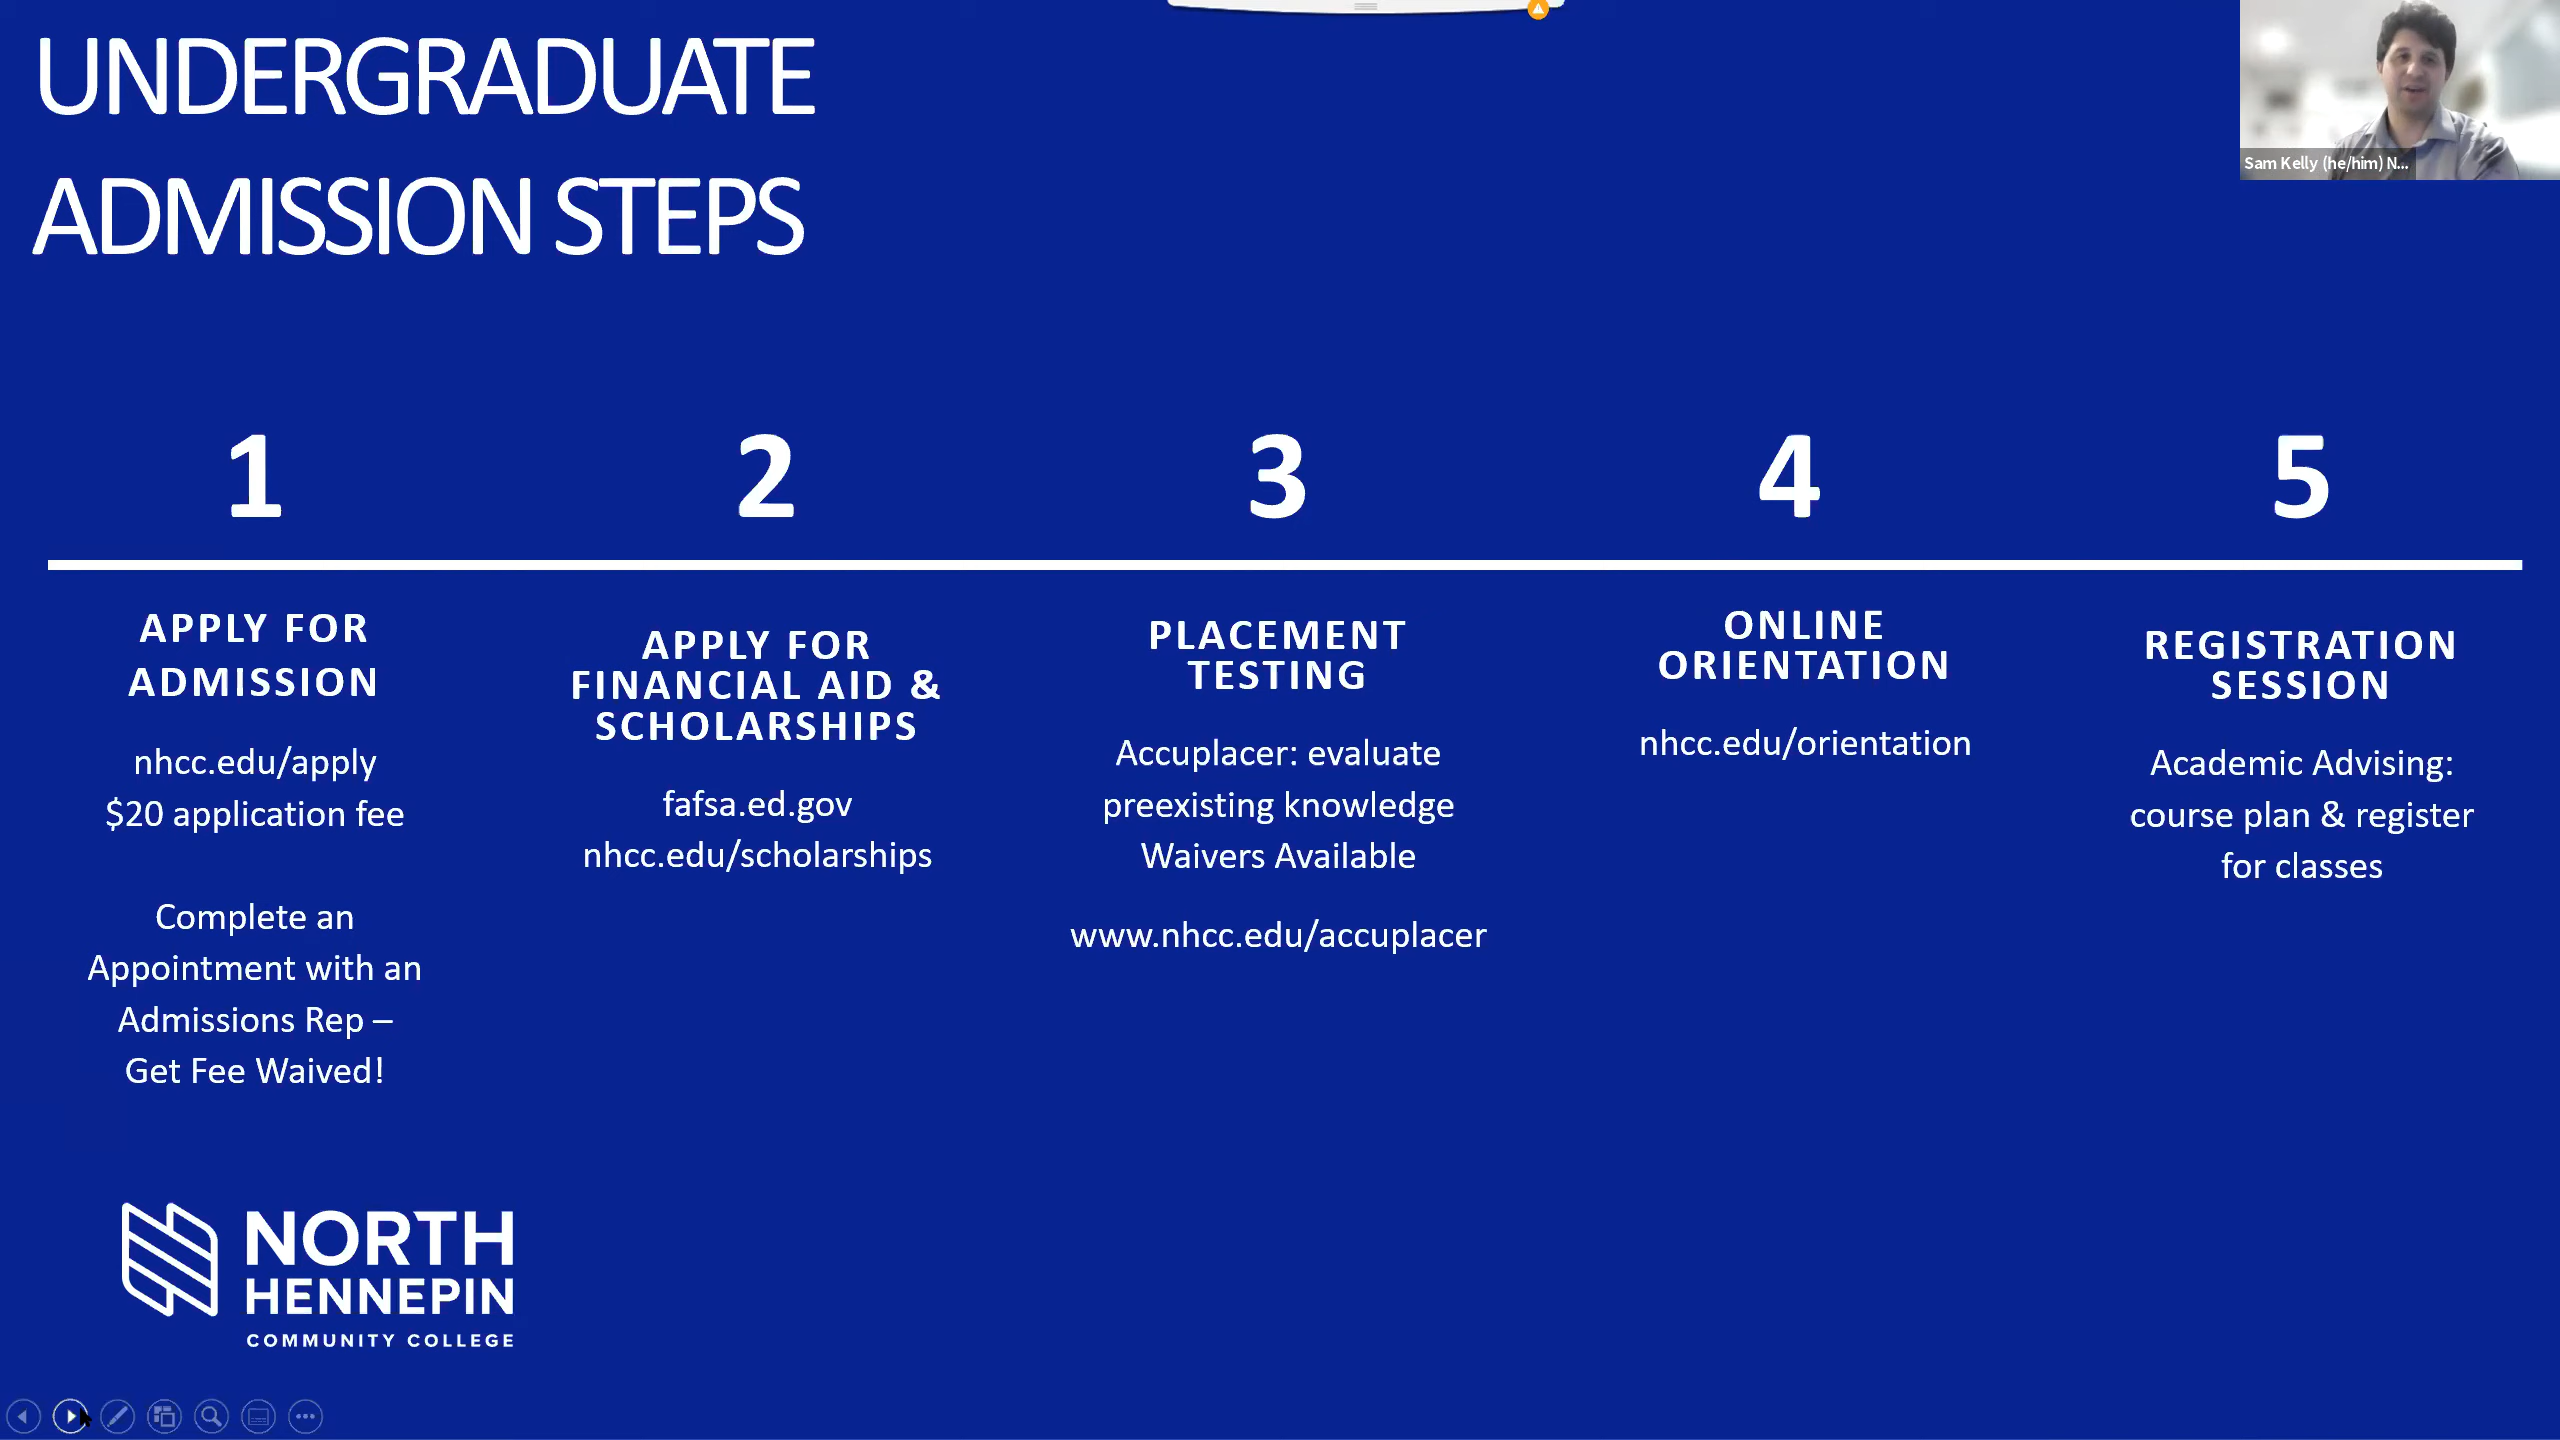 UNDERGRADUATE
ADMISSION STEPS
Sam Kelly (he/him) N...
1
2
3
4
5
APPLY FOR
ADMISSION
nhcc.edu/apply
$20 application fee
Complete an
Appointment with an
Admissions Rep –
Get Fee Waived!
APPLY FOR
FINANCIAL AID &
SCHOLARSHIPS
fafsa.ed.gov
nhcc.edu/scholarships
PLACEMENT
TESTING
Accuplacer: evaluate
preexisting knowledge
Waivers Available
www.nhcc.edu/accuplacer
ONLINE
ORIENTATION
nhcc.edu/orientation
REGISTRATION
SESSION
Academic Advising:
course plan & register
for classes
NORTH
HENNEPIN
COMMUNITY COLLEGE